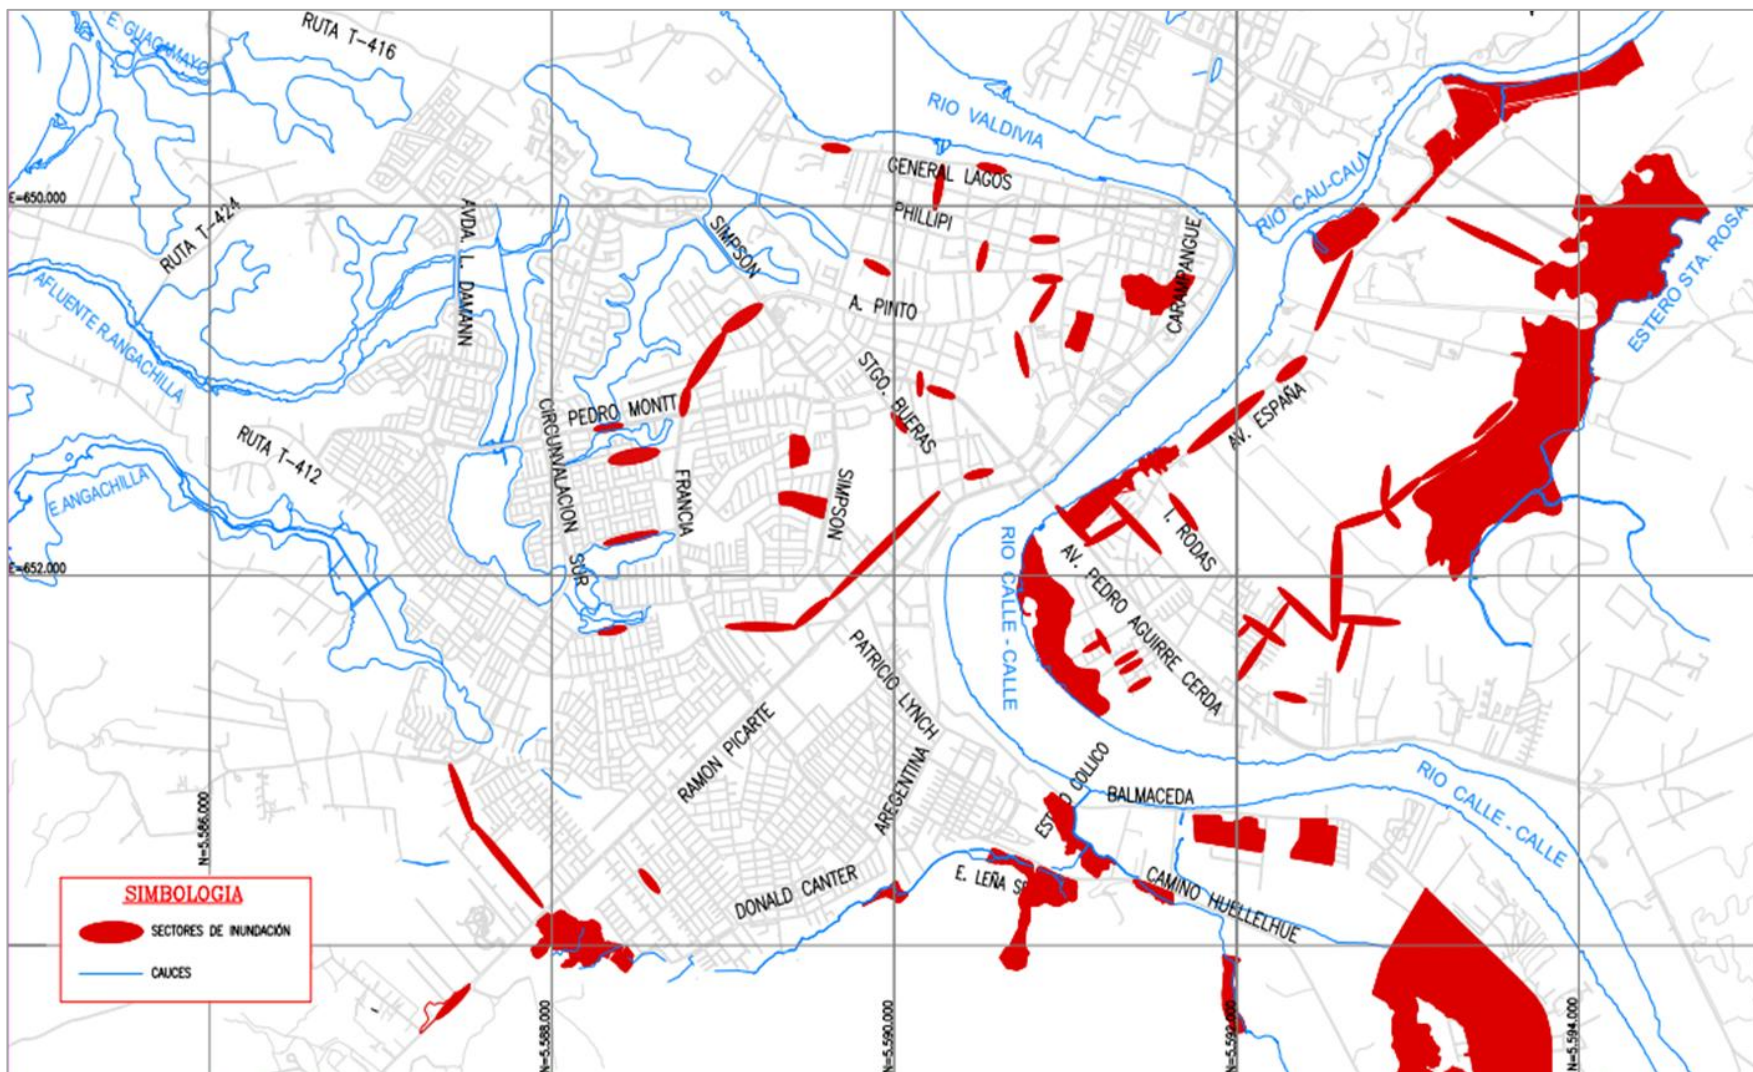 E. GUACAMAYO
RUTA T-416
RIO VALDIVIA
GENERAL LAGOS
RIO CAU-CAU
E=650.000
RUTA T-424
AVDA. L. DAMANN
SIMPSON
PHILLIPI
CARAMPANGUE
ESTERO STA. ROSA
AFLUENTE R.ANGACHILLA
A. PINTO
STGO. BUERAS
PEDRO MONTT
CIRCUNVALACION SUR
AV. ESPAÑA
RUTA T-412
E.ANGACHILLA
FRANCIA
SIMPSON
I. RODAS
E=652.000
RIO CALLE - CALLE
AV. PEDRO AGUIRRE CERDA
PATRICIO LYNCH
RAMON PICARTE
AREGENTINA
COLLICO
BALMACEDA
RIO CALLE - CALLE
N=5.586.000
DONALD CANTER
E. LEÑA
CAMINO HUELLELHUE
SIMBOLOGIA
SECTORES DE INUNDACIÓN
CAUCES
N=5.588.000
N=5.590.000
N=5.592.000
N=5.594.000